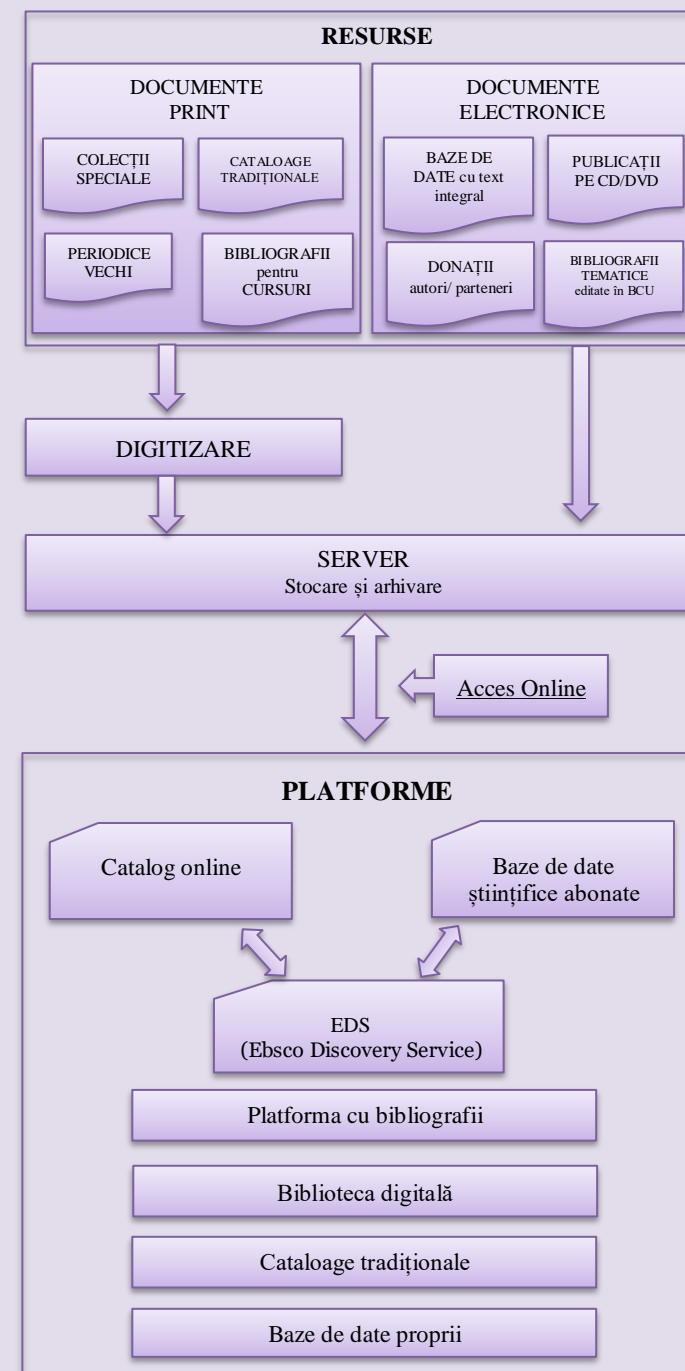 RESURSE
DOCUMENTE
PRINT
COLECȚII
SPECIALE
CATALOAGE
TRADIȚIONALE
PERIODICE
VECHI
BIBLIOGRAFII
pentru
CURSURI
DOCUMENTE
ELECTRONICE
BAZE DE
DATE cu text
integral
PUBLICAȚII
PE CD/DVD
DONAȚII
autori/ parteneri
BIBLIOGRAFII
TEMATICE
editate în BCU
DIGITIZARE
SERVER
Stocare și arhivare
Acces Online
PLATFORME
Catalog online
Baze de date
științifice abonate
EDS
(Ebsco Discovery Service)
Platforma cu bibliografii
Biblioteca digitală
Cataloage tradiționale
Baze de date proprii